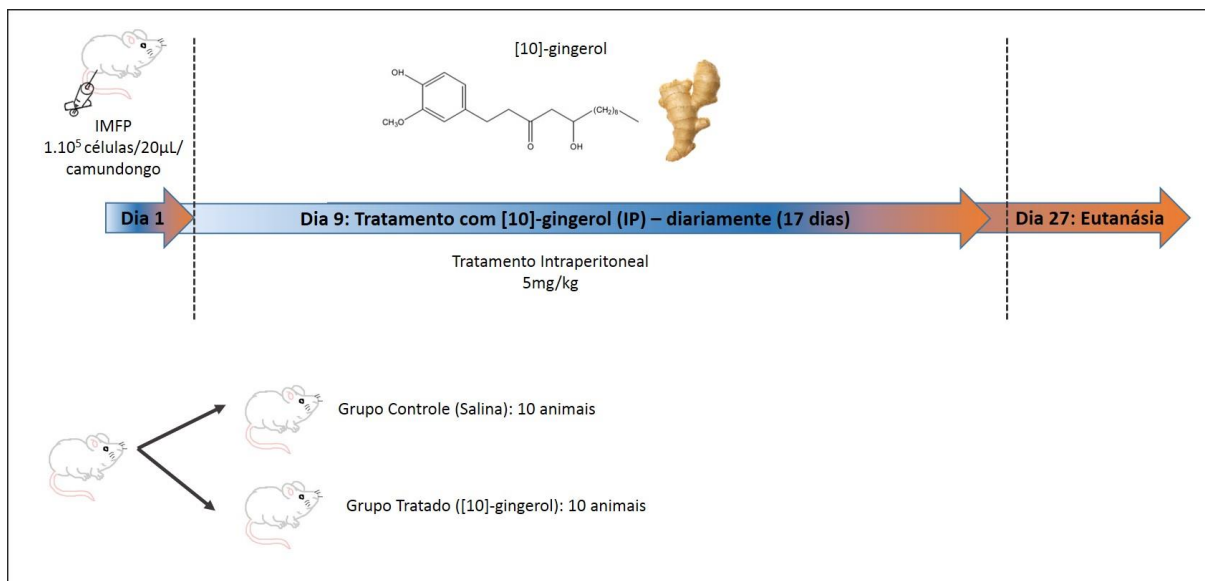 [10]-gingerol
OH
CH₃O
O
OH
(CH₂)₈
IMFP
1.10⁵ células/20µL/
camundongo
Dia 1
Dia 9: Tratamento com [10]-gingerol (IP) – diariamente (17 dias)
Dia 27: Eutanásia
Tratamento Intraperitoneal
5mg/kg
Grupo Controle (Salina): 10 animais
Grupo Tratado ([10]-gingerol): 10 animais